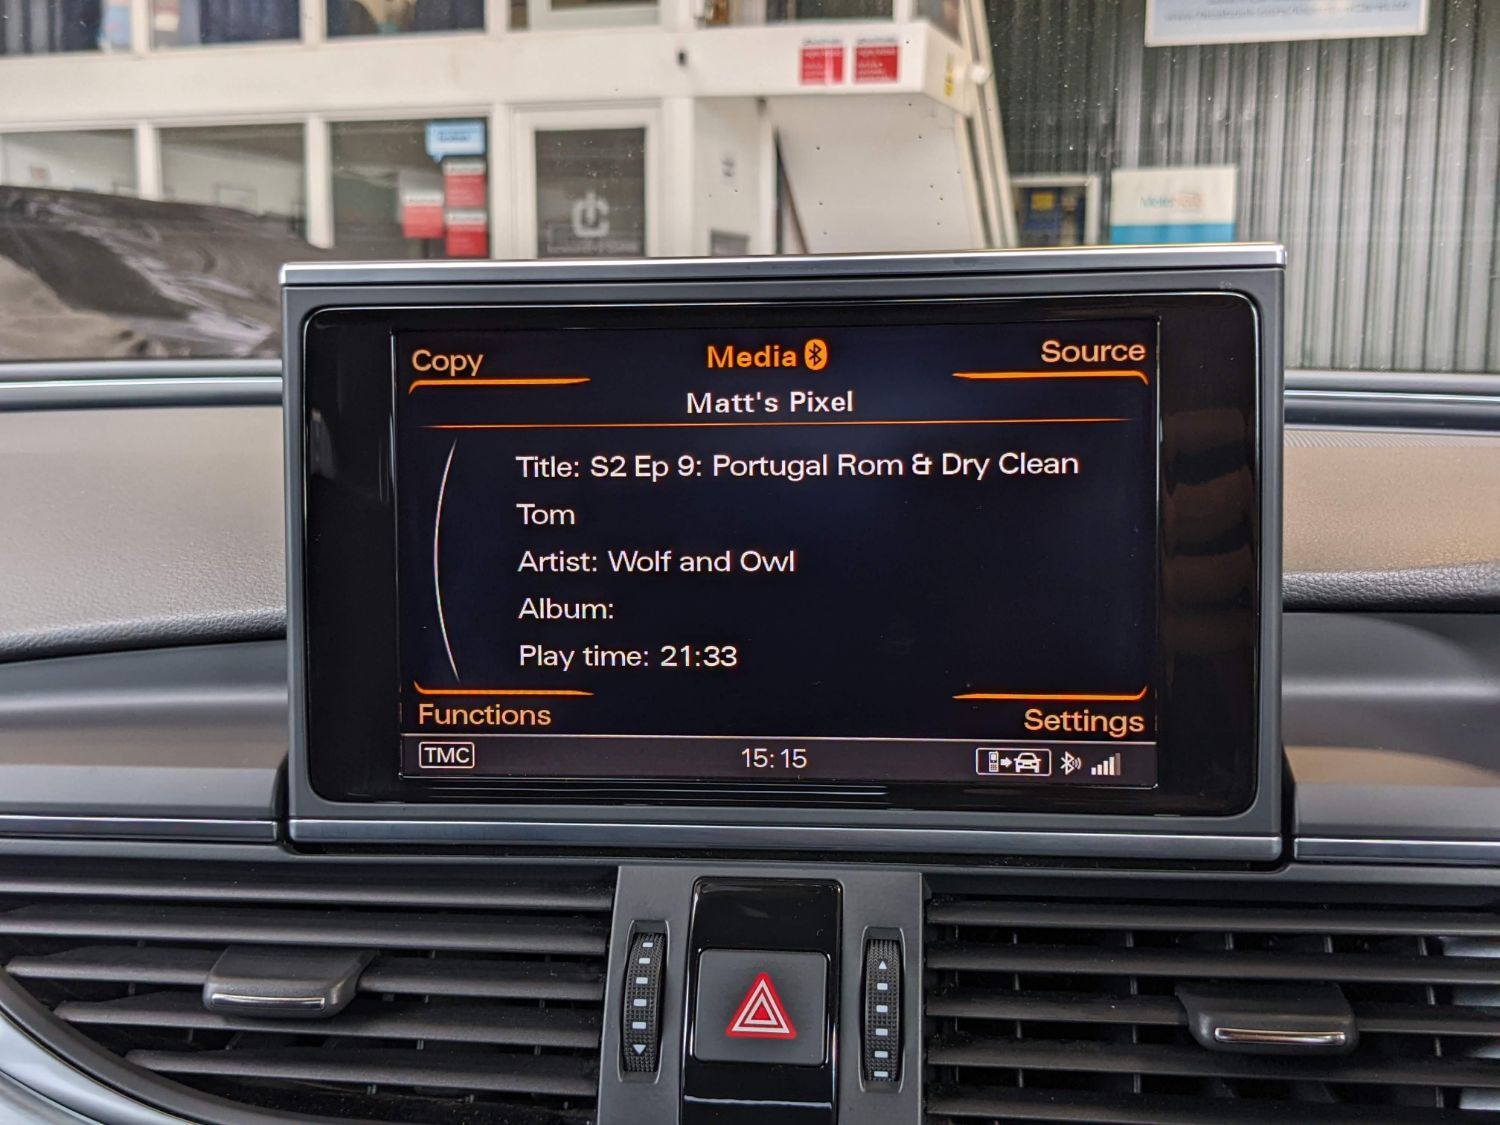 Copy
Media
Source
Matt's Pixel
Title: S2 Ep 9: Portugal Rom & Dry Clean
Tom
Artist: Wolf and Owl
Album:
Play time: 21:33
Functions
Settings
TMC
15:15